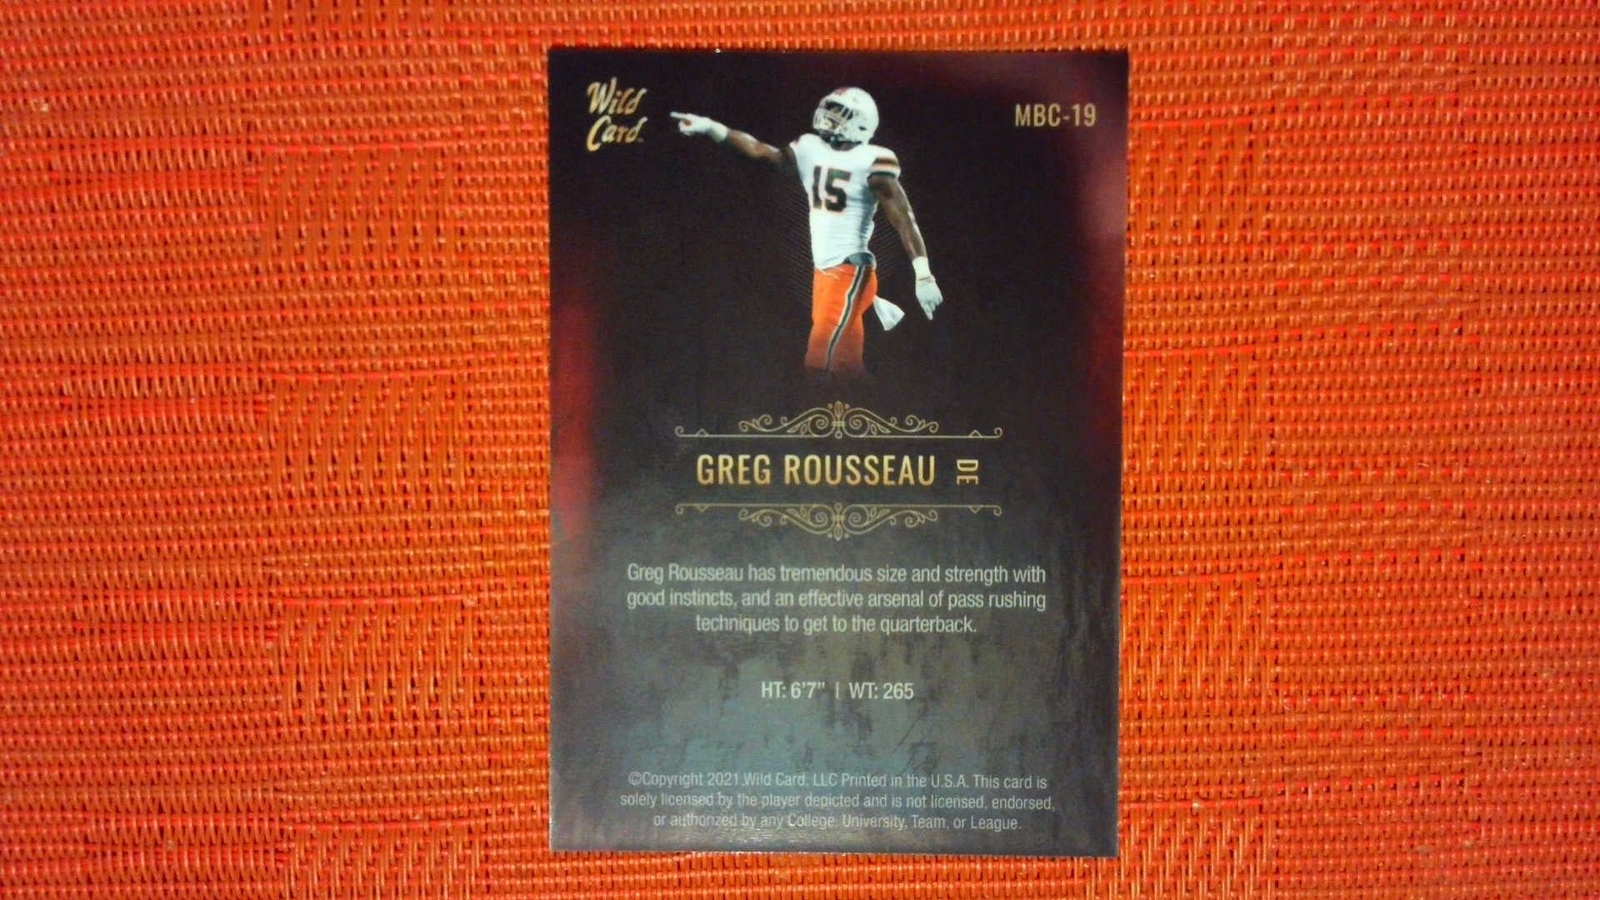 Wild
Card
MBC-19
15
GREG ROUSSEAU DE
Greg Rousseau has tremendous size and strength with
good instincts, and an effective arsenal of pass rushing
techniques to get to the quarterback.
HT: 6'7" | WT: 265
©Copyright 2021 Wild Card, LLC Printed in the U.S.A. This card is
solely licensed by the player depicted and is not licensed, endorsed,
or authorized by any College, University, Team, or League.